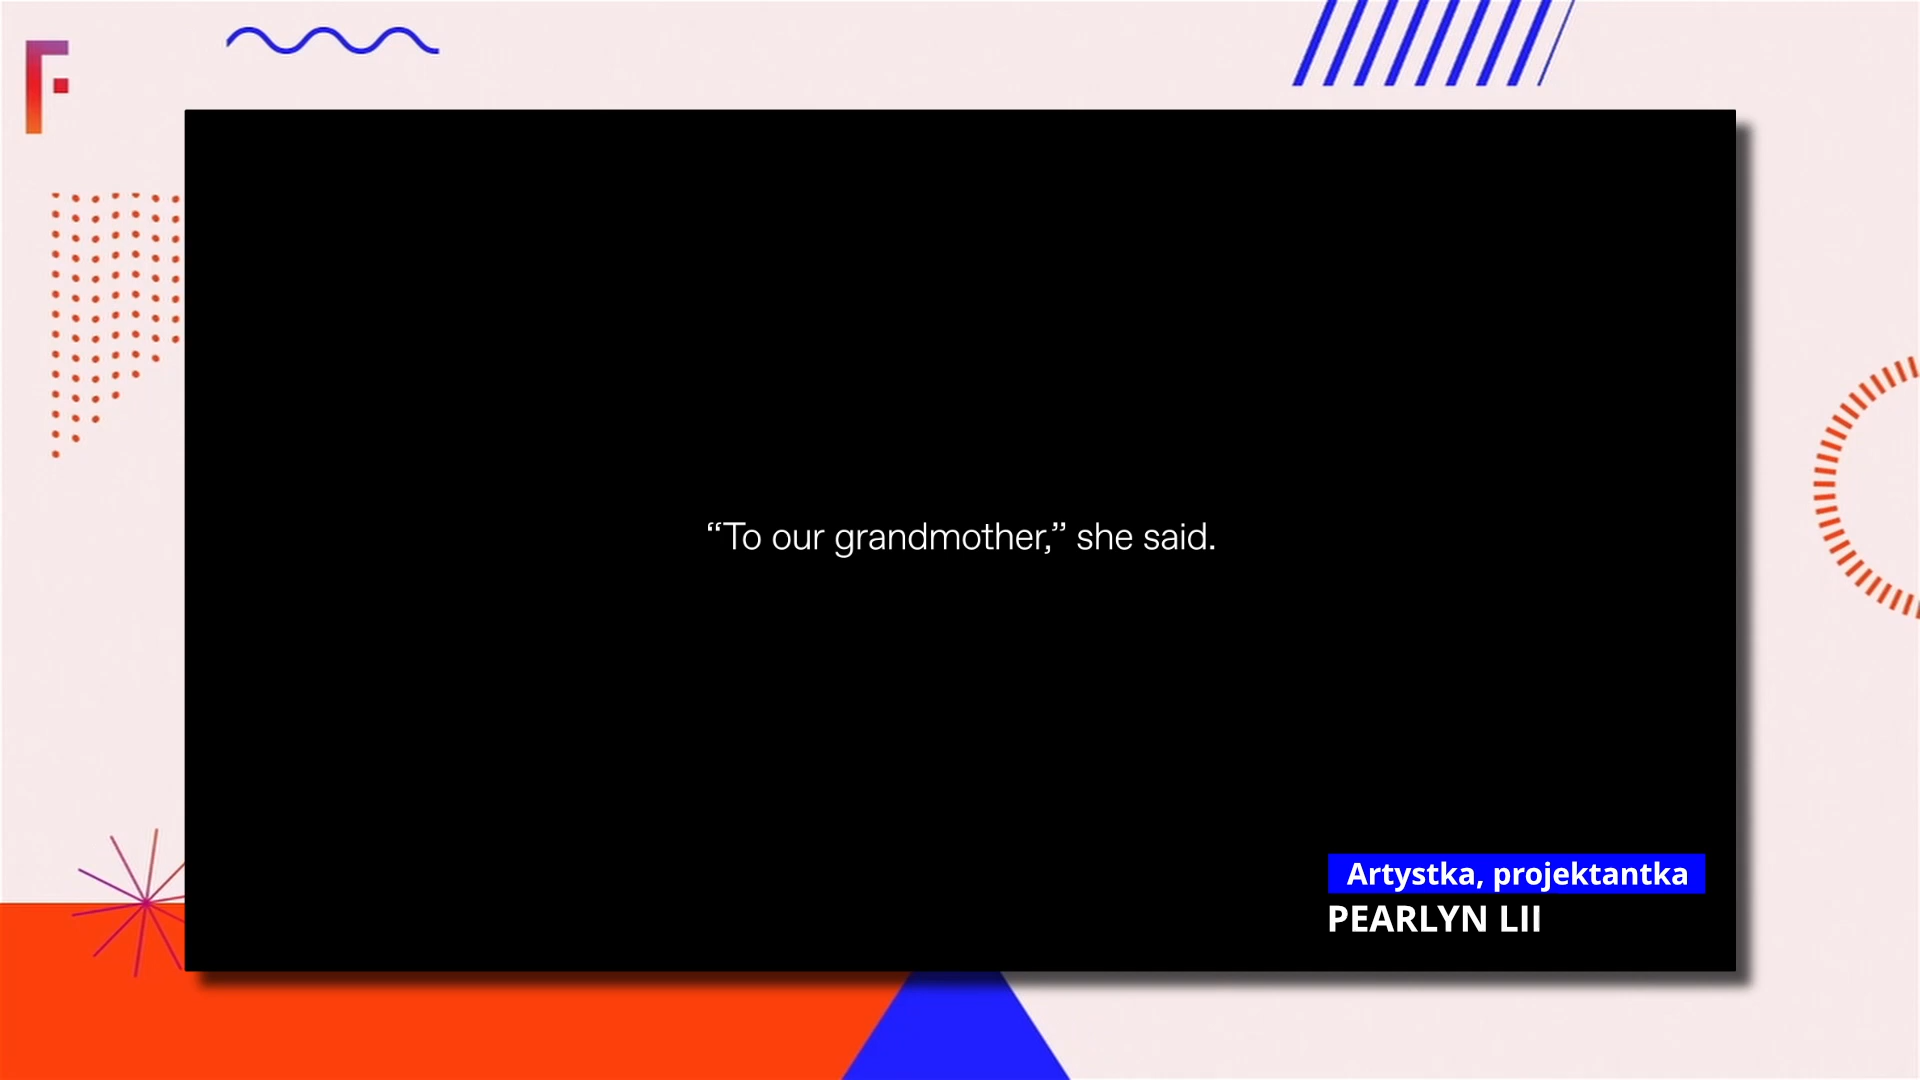 “To our grandmother,” she said.
Artystka, projektantka
PEARLYN LII